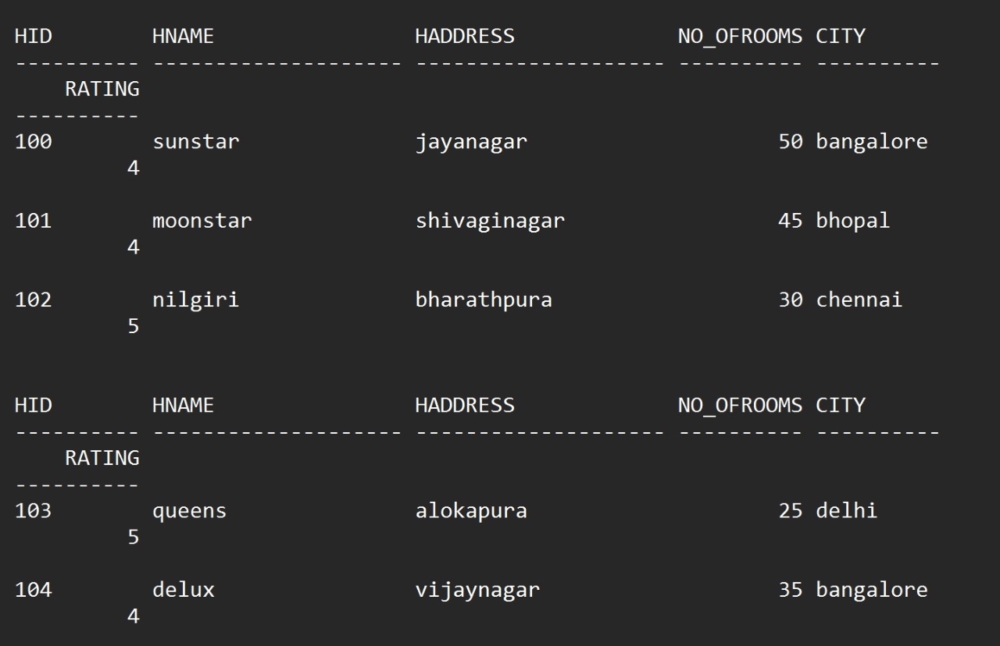 HID        HNAME                HADDRESS             NO_OFROOMS CITY
---------- -------------------- -------------------- ---------- ----------
    RATING
----------
100        sunstar              jayanagar                    50 bangalore
         4
101        moonstar             shivaginagar                 45 bhopal
         4
102        nilgiri              bharathpura                  30 chennai
         5
HID        HNAME                HADDRESS             NO_OFROOMS CITY
---------- -------------------- -------------------- ---------- ----------
    RATING
----------
103        queens               alokapura                    25 delhi
         5
104        delux                vijaynagar                   35 bangalore
         4